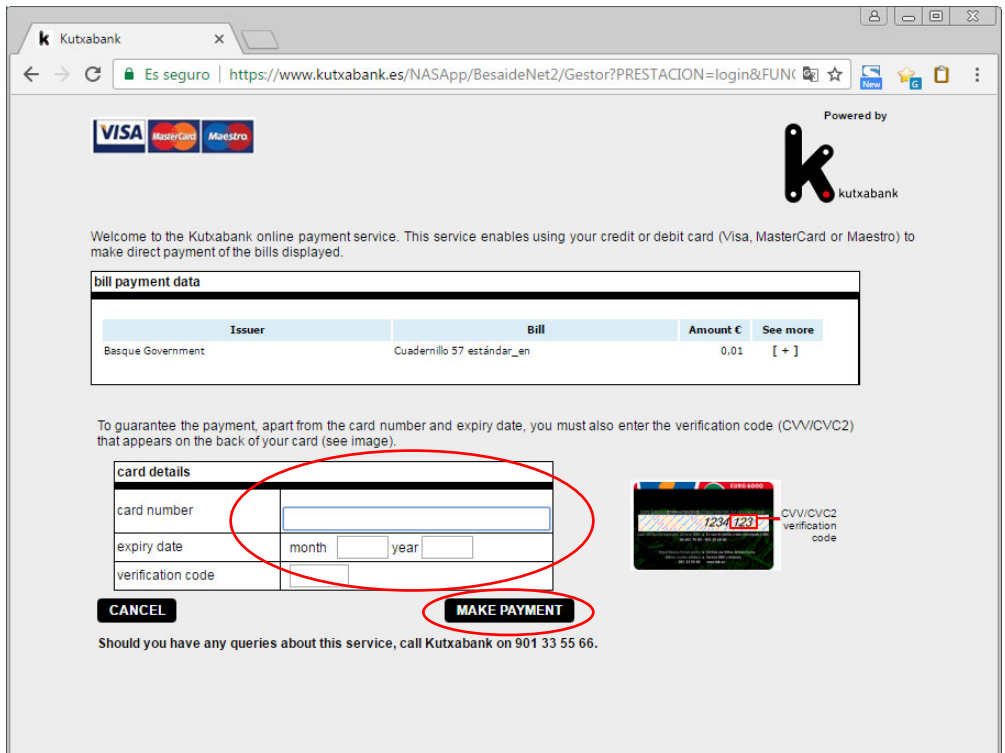 Kutxabank
Es seguro | https://www.kutxabank.es/NASApp/BesaideNet2/Gestor?PRESTACION=login&FUN
New
G
VISA MasterCard Maestro
Powered by
kutxabank
Welcome to the Kutxabank online payment service. This service enables using your credit or debit card (Visa, MasterCard or Maestro) to
make direct payment of the bills displayed.
bill payment data
Issuer Bill Amount € See more
Basque Government Cuadernillo 57 estándar_en 0,01 [ + ]
To guarantee the payment, apart from the card number and expiry date, you must also enter the verification code (CVV/CVC2)
that appears on the back of your card (see image).
card details
card number
expiry date month year
verification code
EURO 6000
1234 123
CVV/CVC2
verification
code
CANCEL MAKE PAYMENT
Should you have any queries about this service, call Kutxabank on 901 33 55 66.